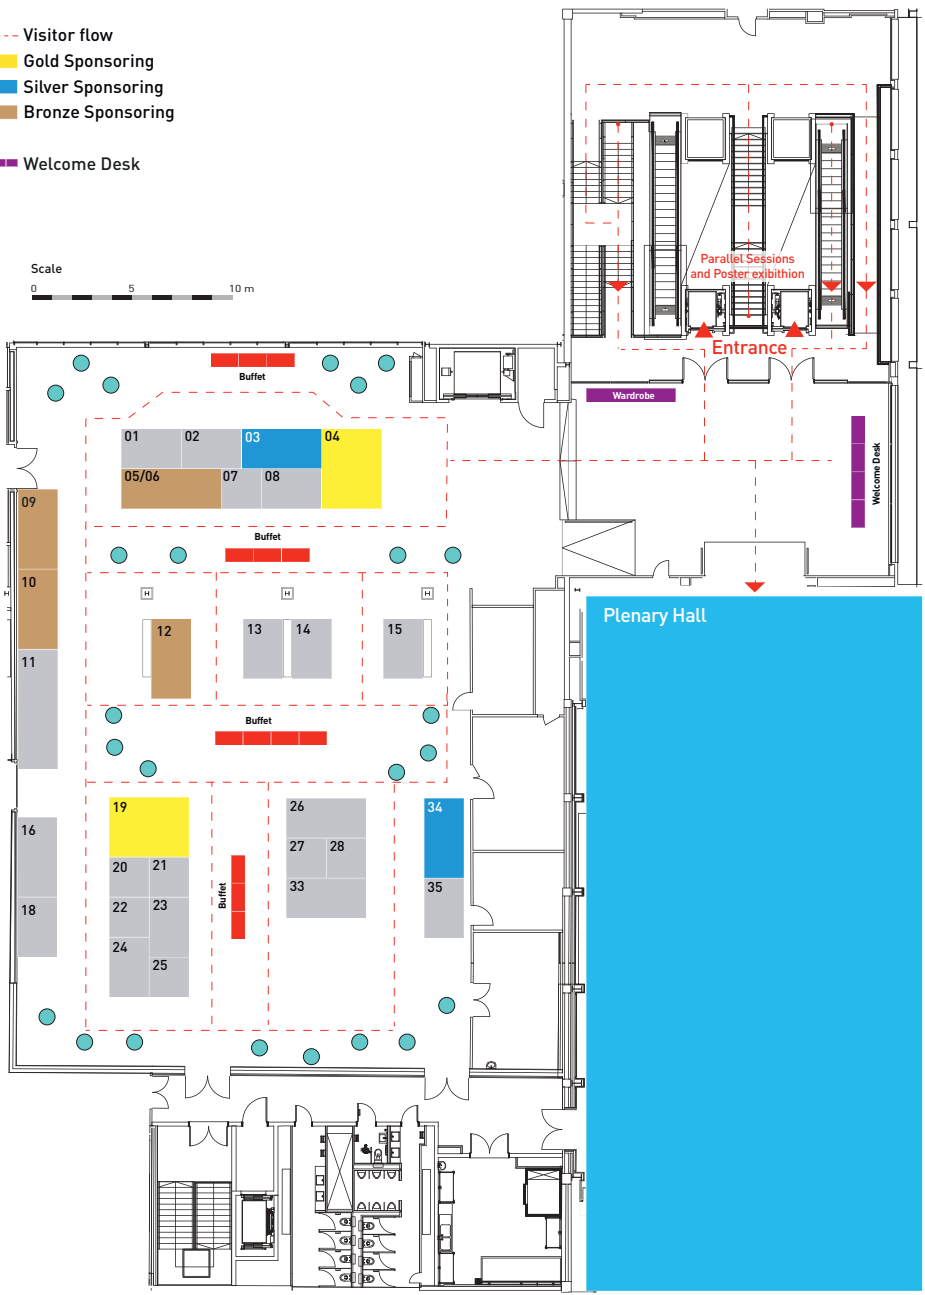 Visitor flow
Gold Sponsoring
Silver Sponsoring
Bronze Sponsoring
Welcome Desk
Scale
0 5 10 m
Parallel Sessions
and Poster exibithion
Entrance
Wardrobe
Welcome Desk
Buffet
01 02 03 04
05/06 07 08
09
Buffet
10
H H H
H
12 13 14 15
11
Plenary Hall
Buffet
19 26 34
16
27 28
20 21
33 35
Buffet
22 23
18
24
25